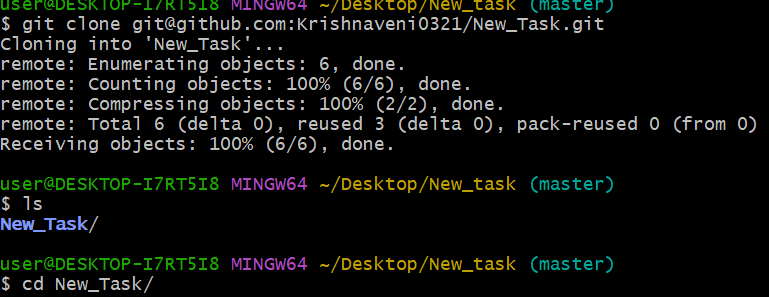 user@DESKTOP-I7RT5I8 MINGW64 ~/Desktop/New_task (master)
$ git clone git@github.com:Krishnaveni0321/New_Task.git
Cloning into 'New_Task'...
remote: Enumerating objects: 6, done.
remote: Counting objects: 100% (6/6), done.
remote: Compressing objects: 100% (2/2), done.
remote: Total 6 (delta 0), reused 3 (delta 0), pack-reused 0 (from 0)
Receiving objects: 100% (6/6), done.
user@DESKTOP-I7RT5I8 MINGW64 ~/Desktop/New_task (master)
$ ls
New_Task/
user@DESKTOP-I7RT5I8 MINGW64 ~/Desktop/New_task (master)
$ cd New_Task/